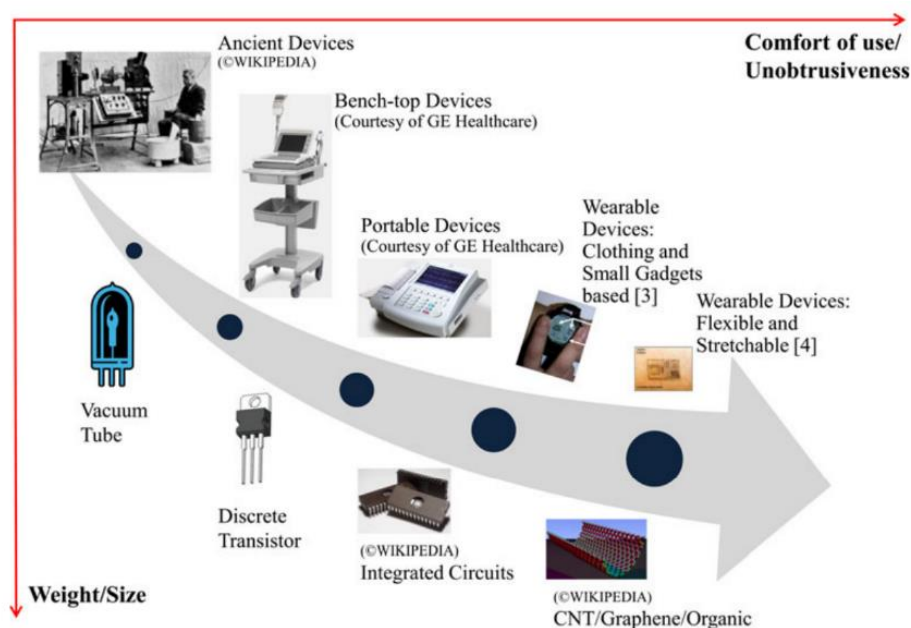 Ancient Devices
(©WIKIPEDIA)
Comfort of use/
Unobtrusiveness
Bench-top Devices
(Courtesy of GE Healthcare)
Portable Devices
(Courtesy of GE Healthcare)
Wearable
Devices:
Clothing and
Small Gadgets
based [3]
Wearable Devices:
Flexible and
Stretchable [4]
Vacuum
Tube
Discrete
Transistor
(©WIKIPEDIA)
Integrated Circuits
(©WIKIPEDIA)
CNT/Graphene/Organic
Weight/Size